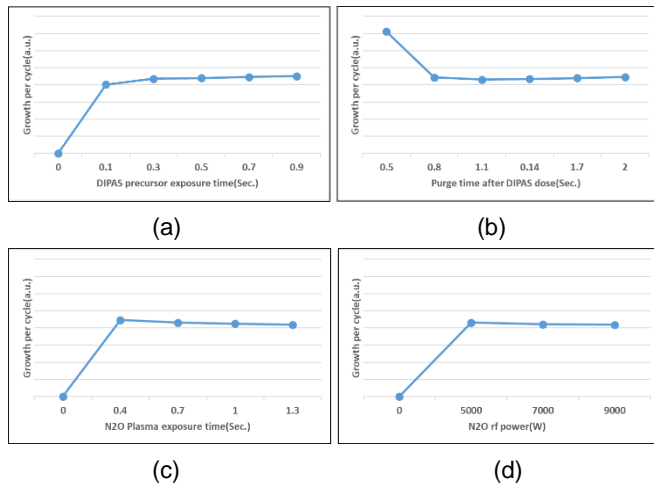 Growth per cycle(a.u.)
0 0.1 0.3 0.5 0.7 0.9
DIPAS precursor exposure time(Sec.)
(a)
Growth per cycle(a.u.)
0.5 0.8 1.1 0.14 1.7 2
Purge time after DIPAS dose(Sec.)
(b)
Growth per cycle(a.u.)
0 0.4 0.7 1 1.3
N2O Plasma exposure time(Sec.)
(c)
Growth per cycle(a.u.)
0 5000 7000 9000
N2O rf power(W)
(d)